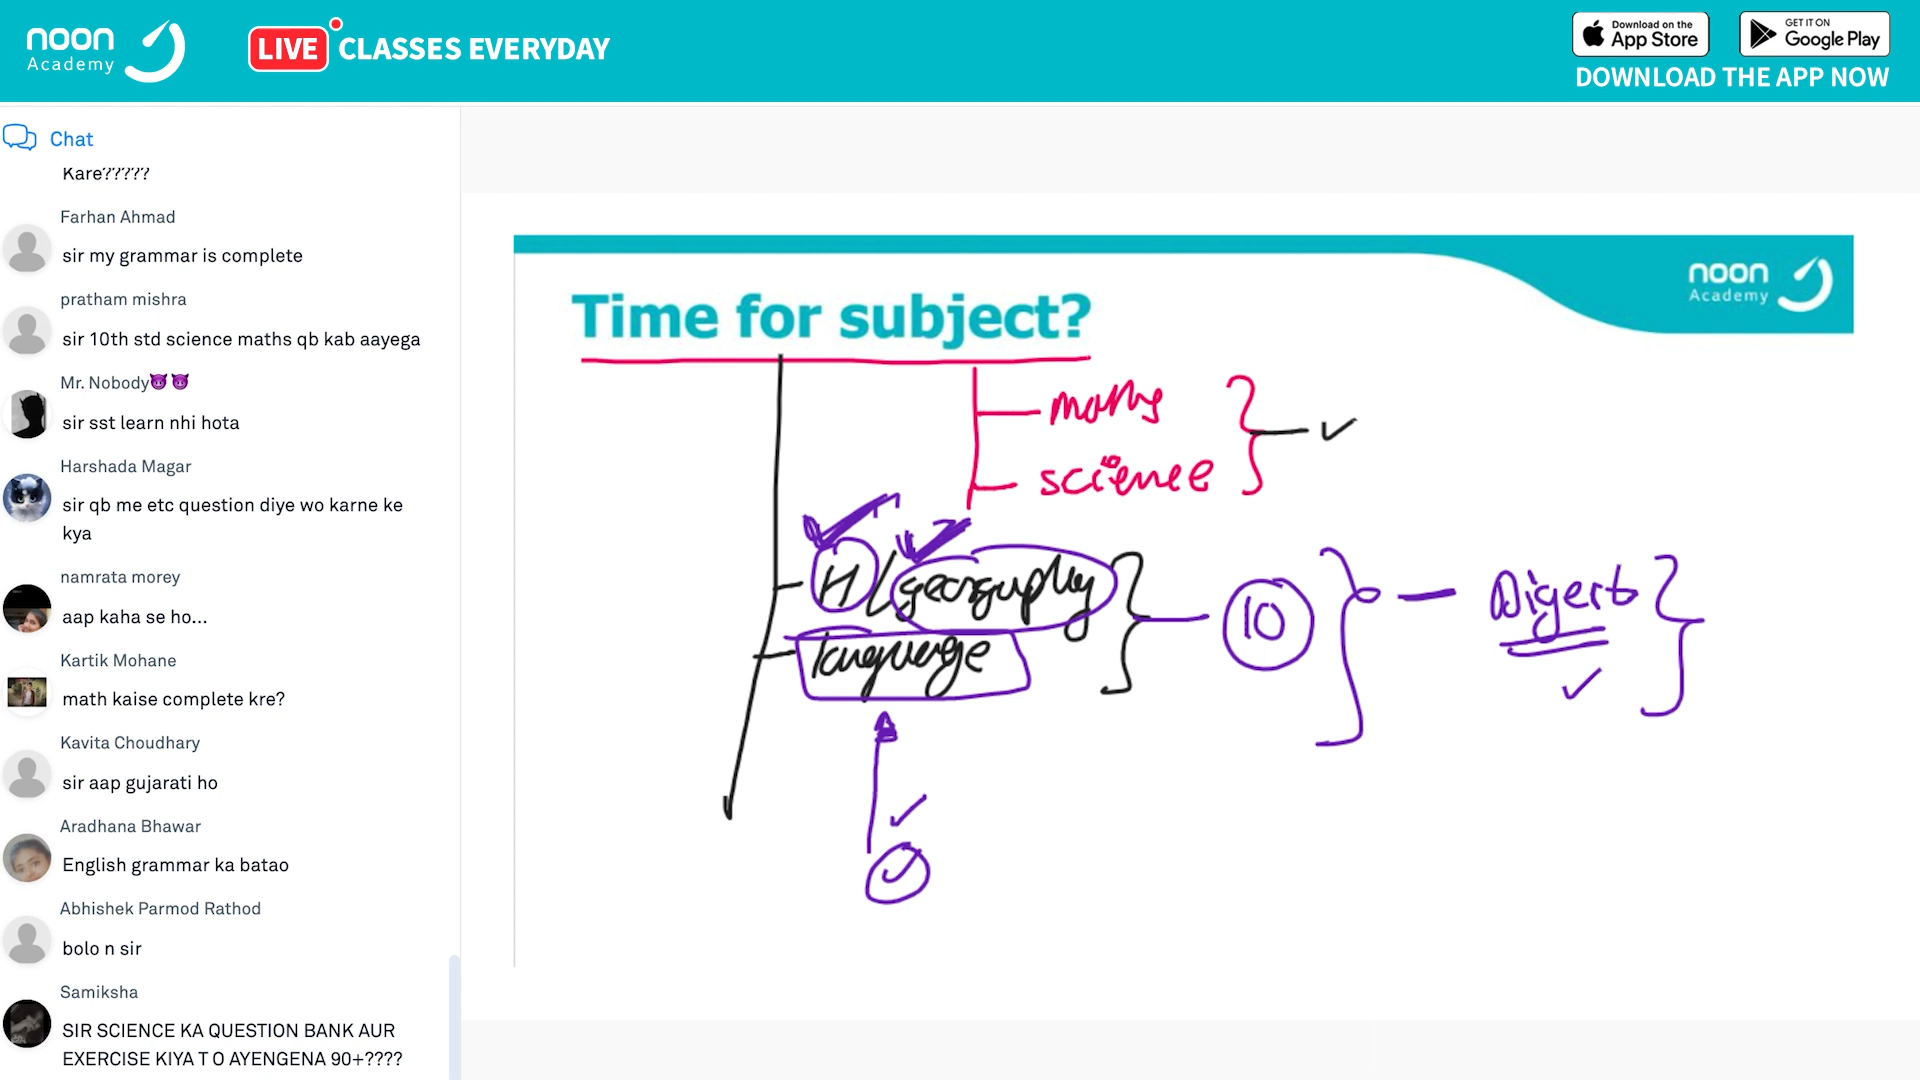 noon
Academy
LIVE CLASSES EVERYDAY
Download on the
App Store
GET IT ON
Google Play
DOWNLOAD THE APP NOW
Chat
Kare?????
Farhan Ahmad
sir my grammar is complete
pratham mishra
sir 10th std science maths qb kab aayega
Mr. Nobody😈😈
sir sst learn nhi hota
Harshada Magar
sir qb me etc question diye wo karne ke
kya
namrata morey
aap kaha se ho...
Kartik Mohane
math kaise complete kre?
Kavita Choudhary
sir aap gujarati ho
Aradhana Bhawar
English grammar ka batao
Abhishek Parmod Rathod
bolo n sir
Samiksha
SIR SCIENCE KA QUESTION BANK AUR
EXERCISE KIYA T O AYENGENA 90+????
noon
Academy
Time for subject?
maths
science
H/geography
10
Digest
language